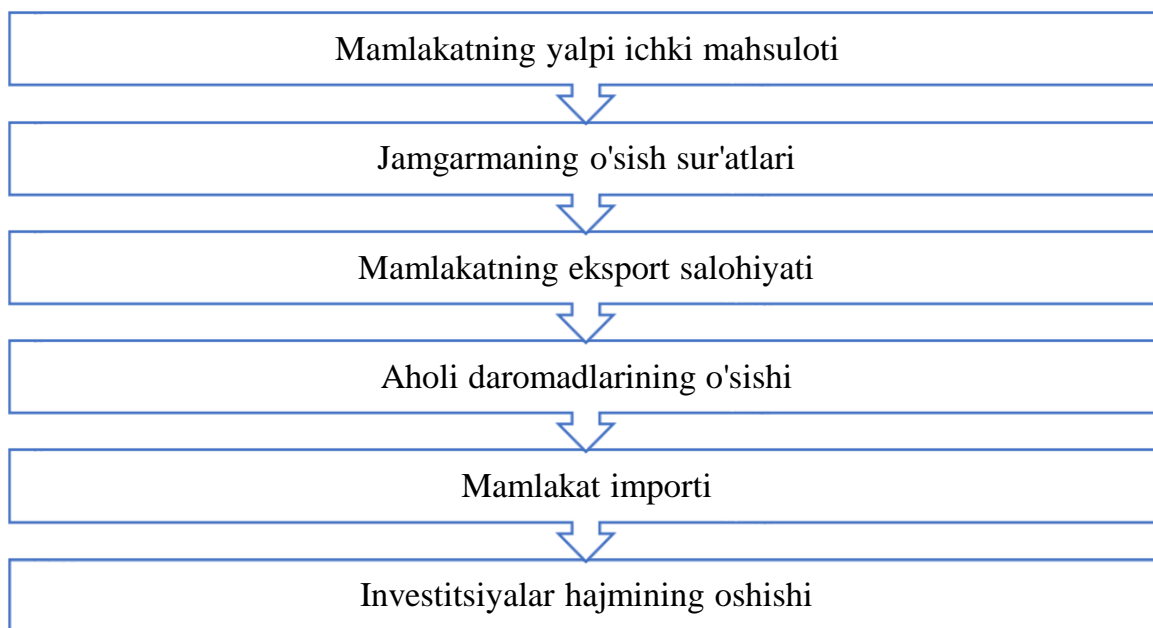 Mamlakatning yalpi ichki mahsuloti
Jamgarmaning o'sish sur'atlari
Mamlakatning eksport salohiyati
Aholi daromadlarining o'sishi
Mamlakat importi
Investitsiyalar hajmining oshishi